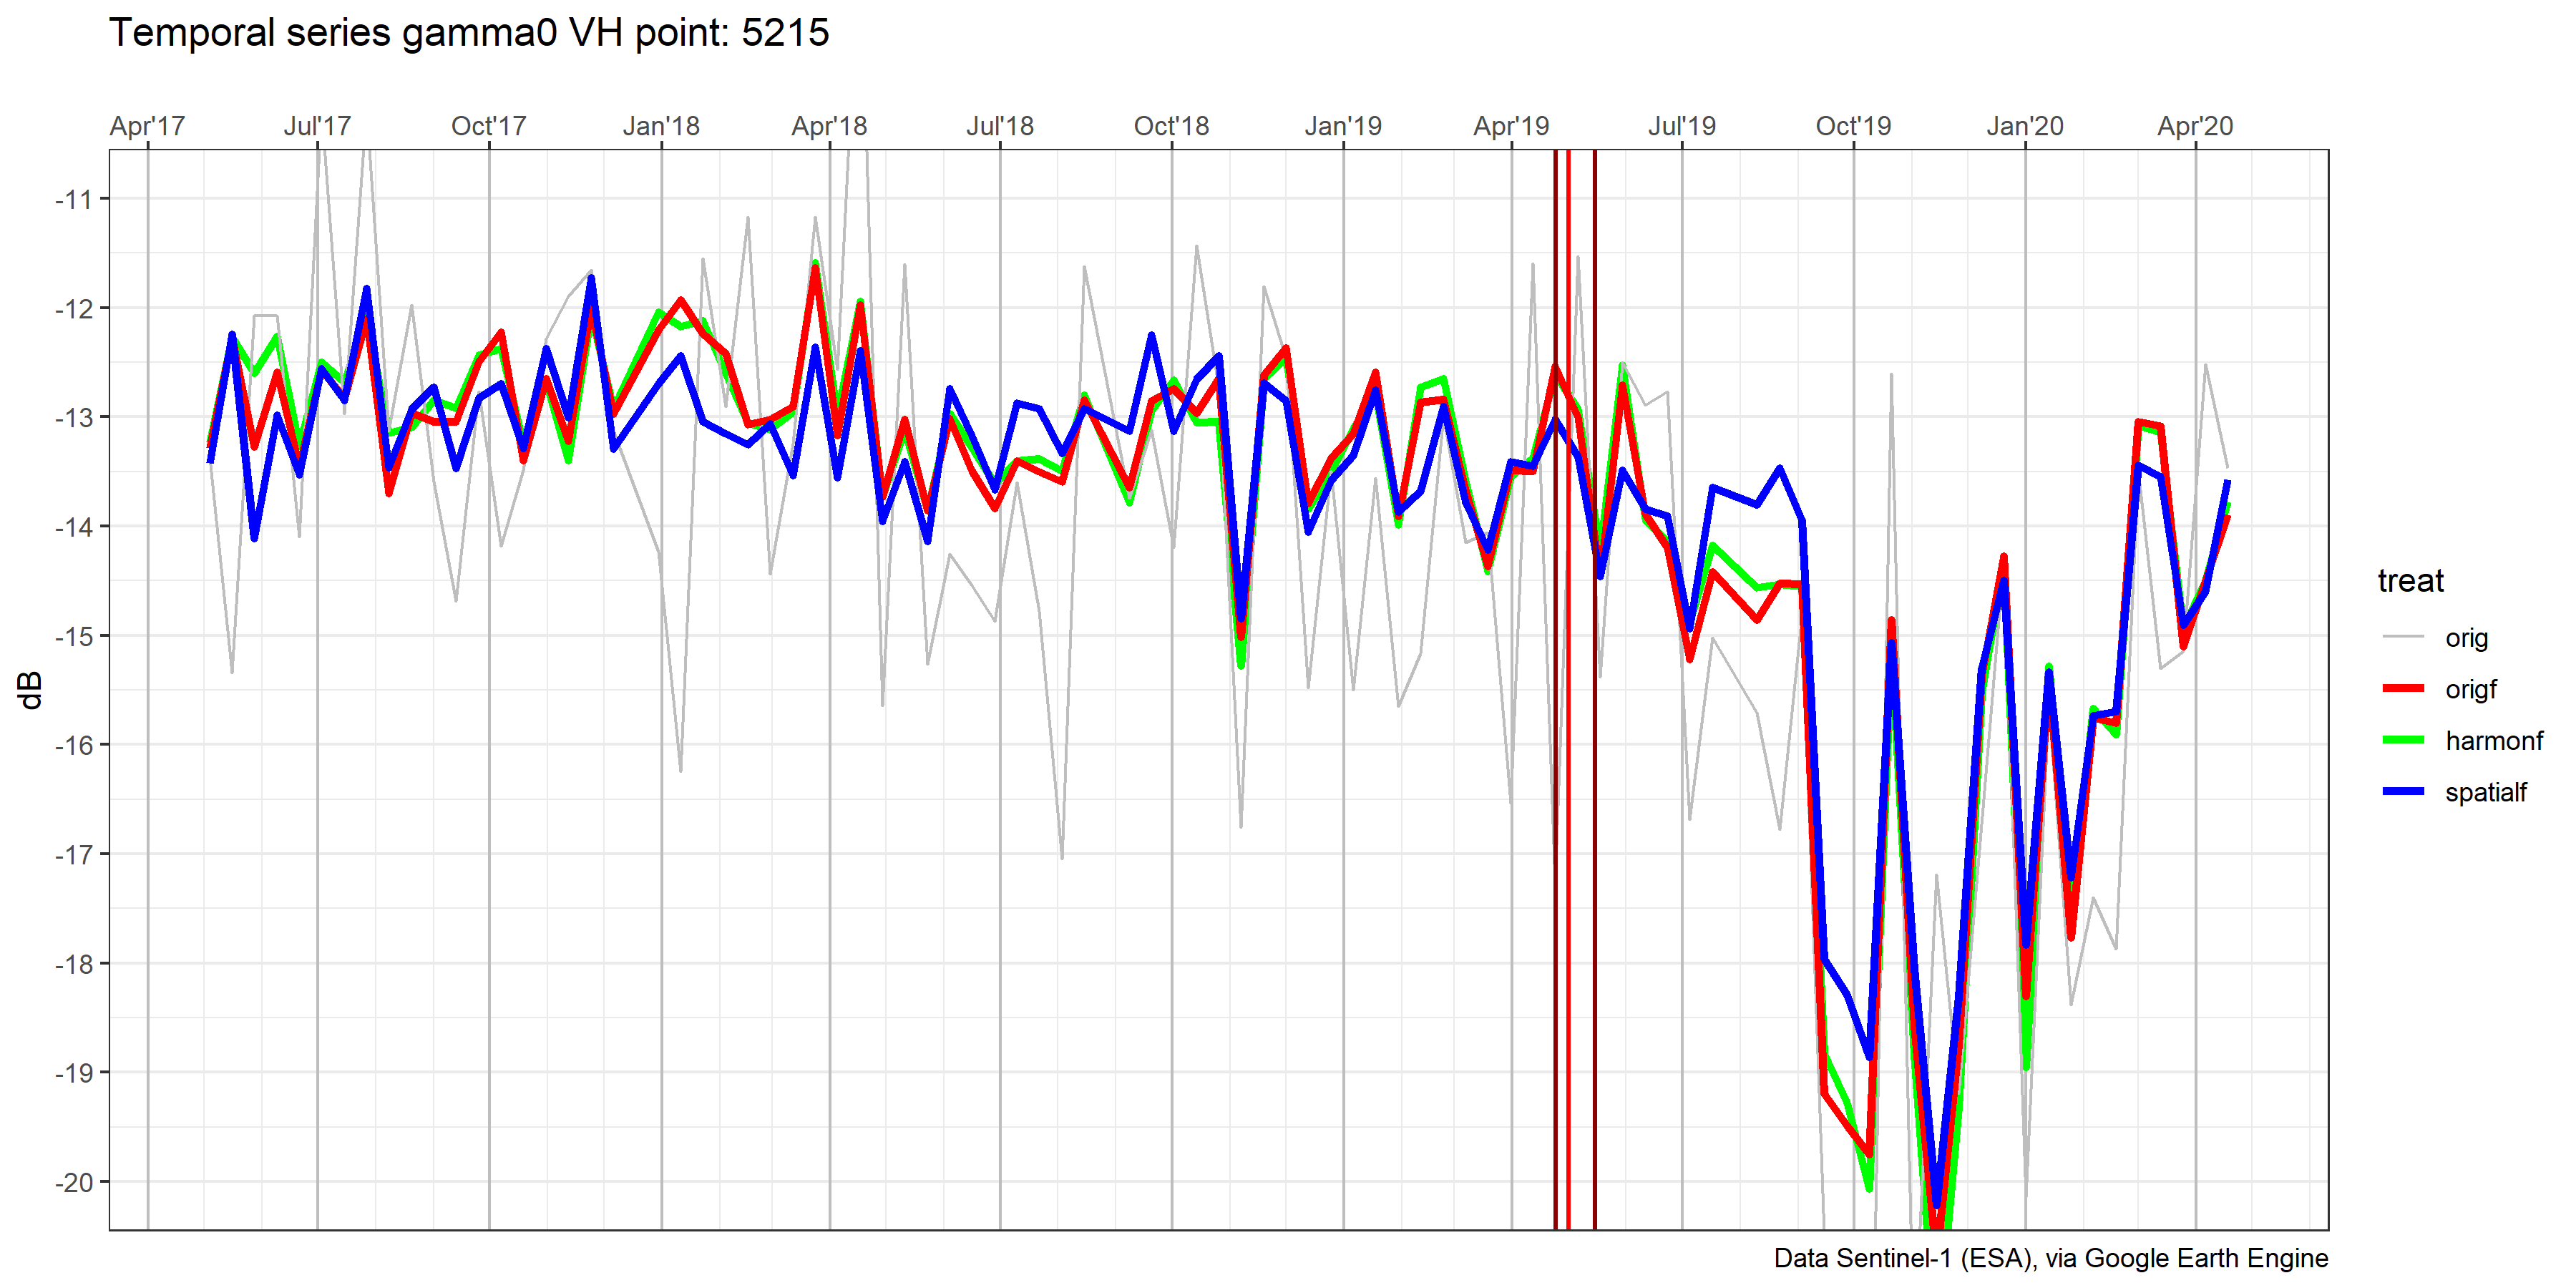 Temporal series gamma0 VH point: 5215
Apr'17 Jul'17 Oct'17 Jan'18 Apr'18 Jul'18 Oct'18 Jan'19 Apr'19 Jul'19 Oct'19 Jan'20 Apr'20
-11
-12
-13
-14
-15
-16
-17
-18
-19
-20
dB
treat
orig
origf
harmonf
spatialf
Data Sentinel-1 (ESA), via Google Earth Engine